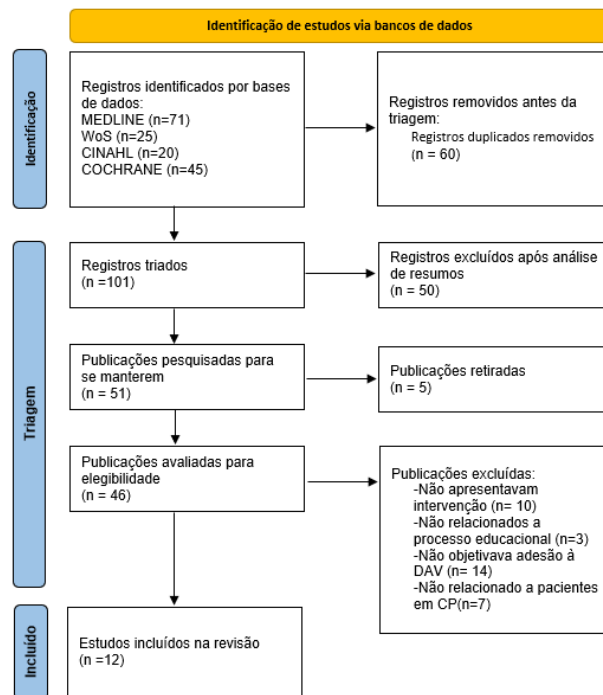 Identificação de estudos via bancos de dados
Identificação
Registros identificados por bases
de dados:
MEDLINE (n=71)
WoS (n=25)
CINAHL (n=20)
COCHRANE (n=45)
Registros removidos antes da
triagem:
Registros duplicados removidos
(n = 60)
Triagem
Registros triados
(n =101)
Registros excluídos após análise
de resumos
(n = 50)
Publicações pesquisadas para
se manterem
(n = 51)
Publicações retiradas
(n = 5)
Publicações avaliadas para
elegibilidade
(n = 46)
Publicações excluídas:
-Não apresentavam
intervenção (n= 10)
-Não relacionados a
processo educacional (n=3)
-Não objetivava adesão à
DAV (n= 14)
-Não relacionado a pacientes
em CP(n=7)
Incluído
Estudos incluídos na revisão
(n =12)